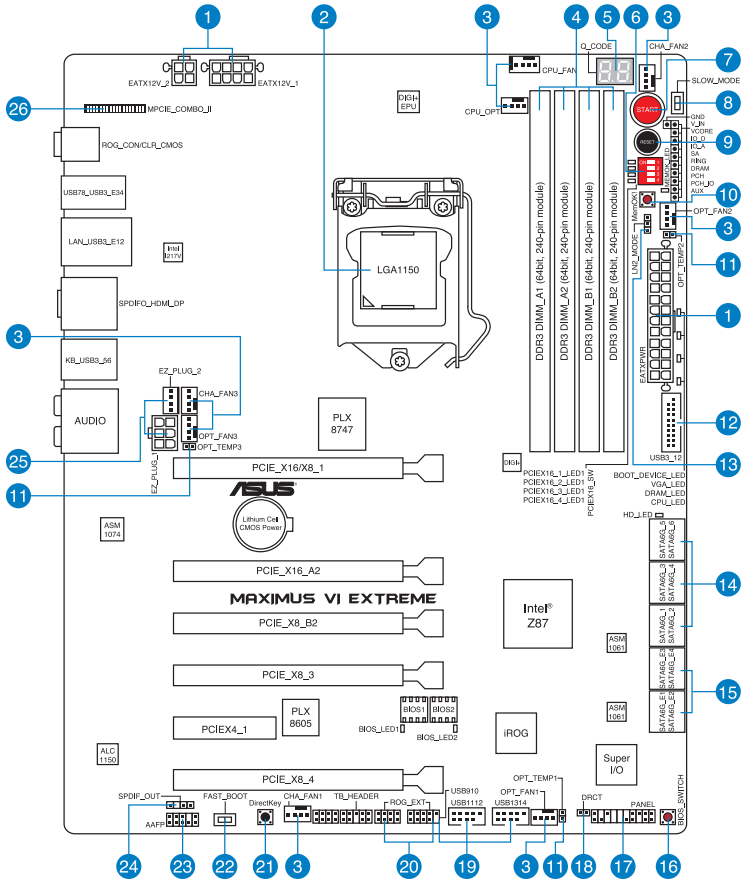 1
2
3
4
5
6
3
7
EATX12V_2
EATX12V_1
CPU_FAN
Q_CODE
CHA_FAN2
SLOW_MODE
26
MPCIE_COMBO_II
DIGI+
EPU
CPU_OPT
START
8
ROG_CON/CLR_CMOS
RESET
9
GND
V_IN
VCORE
IO_D
IO_A
SA
RING
DRAM
PCH
PCH_IO
AUX
MEMOK_LED
USB78_USB3_E34
MemOK!
10
LAN_USB3_E12
Intel
I217V
LGA1150
DDR3 DIMM_A1 (64bit, 240-pin module)
DDR3 DIMM_A2 (64bit, 240-pin module)
DDR3 DIMM_B1 (64bit, 240-pin module)
DDR3 DIMM_B2 (64bit, 240-pin module)
LN2_MODE
OPT_FAN2
3
OPT_TEMP2
11
SPDIFO_HDMI_DP
EATXPWR
1
3
KB_USB3_56
EZ_PLUG_2
CHA_FAN3
AUDIO
OPT_FAN3
OPT_TEMP3
25
EZ_PLUG_1
11
PLX
8747
USB3_12
12
13
DIGI+
PCIE_X16/X8_1
PCIEX16_1_LED1
PCIEX16_2_LED1
PCIEX16_3_LED1
PCIEX16_4_LED1
PCIEX16_SW
BOOT_DEVICE_LED
VGA_LED
DRAM_LED
CPU_LED
HD_LED
ASUS
Lithium Cell
CMOS Power
ASM
1074
SATA6G_5
SATA6G_6
PCIE_X16_A2
SATA6G_3
SATA6G_4
14
MAXIMUS VI EXTREME
Intel®
Z87
SATA6G_1
SATA6G_2
PCIE_X8_B2
ASM
1061
SATA6G_E3
SATA6G_E4
PCIE_X8_3
15
SATA6G_E1
SATA6G_E2
PLX
8605
BIOS1
BIOS2
ASM
1061
PCIEX4_1
BIOS_LED1
BIOS_LED2
iROG
ALC
1150
Super
I/O
PCIE_X8_4
SPDIF_OUT
FAST_BOOT
DirectKey
CHA_FAN1
TB_HEADER
ROG_EXT
USB910
USB1112
USB1314
OPT_FAN1
OPT_TEMP1
DRCT
PANEL
BIOS_SWITCH
AAFP
24
23
22
21
3
20
19
3
11
18
17
16